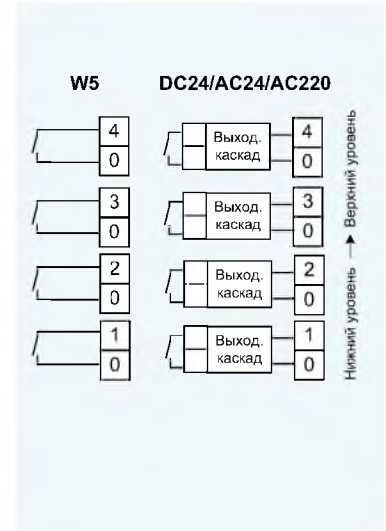 W5 DC24/AC24/AC220
4 Выход. 4
0 каскад 0
3 Выход. 3
0 каскад 0
2 Выход. 2
0 каскад 0
1 Выход. 1
0 каскад 0
Нижний уровень → Верхний уровень